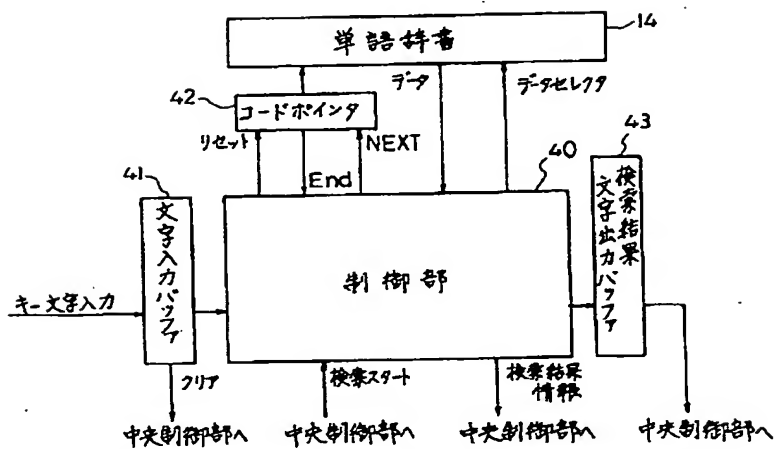 単語辞書
14
42
コードポインタ
データ
データセレクタ
リセット
End
NEXT
40
43
41
文字入力バッファ
制御部
検索結果
文字出力バッファ
キー文字入力
クリア
検索スタート
検索結果
情報
中央制御部へ
中央制御部へ
中央制御部へ
中央制御部へ